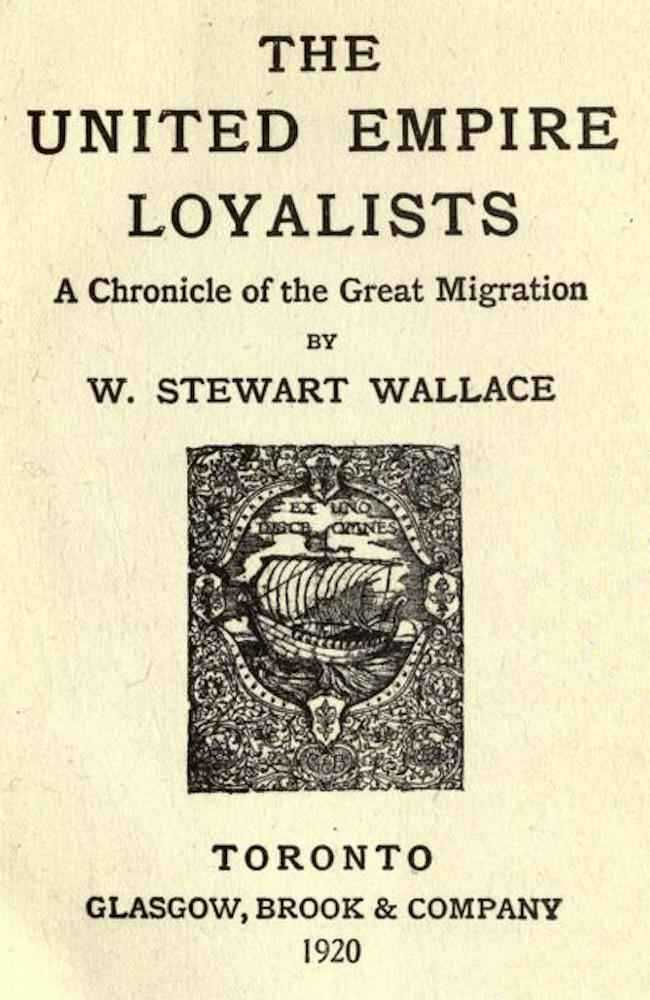 THE
UNITED EMPIRE
LOYALISTS
A Chronicle of the Great Migration
BY
W. STEWART WALLACE
EX UNO
DISCE OMNES
TORONTO
GLASGOW, BROOK & COMPANY
1920